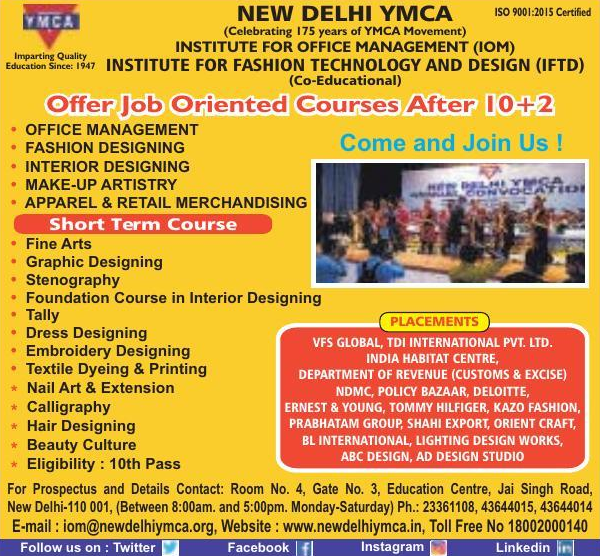 YMCA
Imparting Quality
Education Since: 1947
NEW DELHI YMCA
ISO 9001:2015 Certified
(Celebrating 175 years of YMCA Movement)
INSTITUTE FOR OFFICE MANAGEMENT (IOM)
INSTITUTE FOR FASHION TECHNOLOGY AND DESIGN (IFTD)
(Co-Educational)
Offer Job Oriented Courses After 10+2
• OFFICE MANAGEMENT
• FASHION DESIGNING
• INTERIOR DESIGNING
• MAKE-UP ARTISTRY
• APPAREL & RETAIL MERCHANDISING
Come and Join Us !
NEW DELHI YMCA
ANNUAL CONVOCATION
Short Term Course
• Fine Arts
• Graphic Designing
• Stenography
• Foundation Course in Interior Designing
• Tally
• Dress Designing
• Embroidery Designing
• Textile Dyeing & Printing
* Nail Art & Extension
* Calligraphy
* Hair Designing
* Beauty Culture
* Eligibility : 10th Pass
PLACEMENTS
VFS GLOBAL, TDI INTERNATIONAL PVT. LTD.
INDIA HABITAT CENTRE,
DEPARTMENT OF REVENUE (CUSTOMS & EXCISE)
NDMC, POLICY BAZAAR, DELOITTE,
ERNEST & YOUNG, TOMMY HILFIGER, KAZO FASHION,
PRABHATAM GROUP, SHAHI EXPORT, ORIENT CRAFT,
BL INTERNATIONAL, LIGHTING DESIGN WORKS,
ABC DESIGN, AD DESIGN STUDIO
For Prospectus and Details Contact: Room No. 4, Gate No. 3, Education Centre, Jai Singh Road,
New Delhi-110 001, (Between 8:00am. and 5:00pm. Monday-Saturday) Ph.: 23361108, 43644015, 43644014
E-mail : iom@newdelhiymca.org, Website : www.newdelhiymca.in, Toll Free No 18002000140
Follow us on : Twitter Facebook Instagram Linkedin in